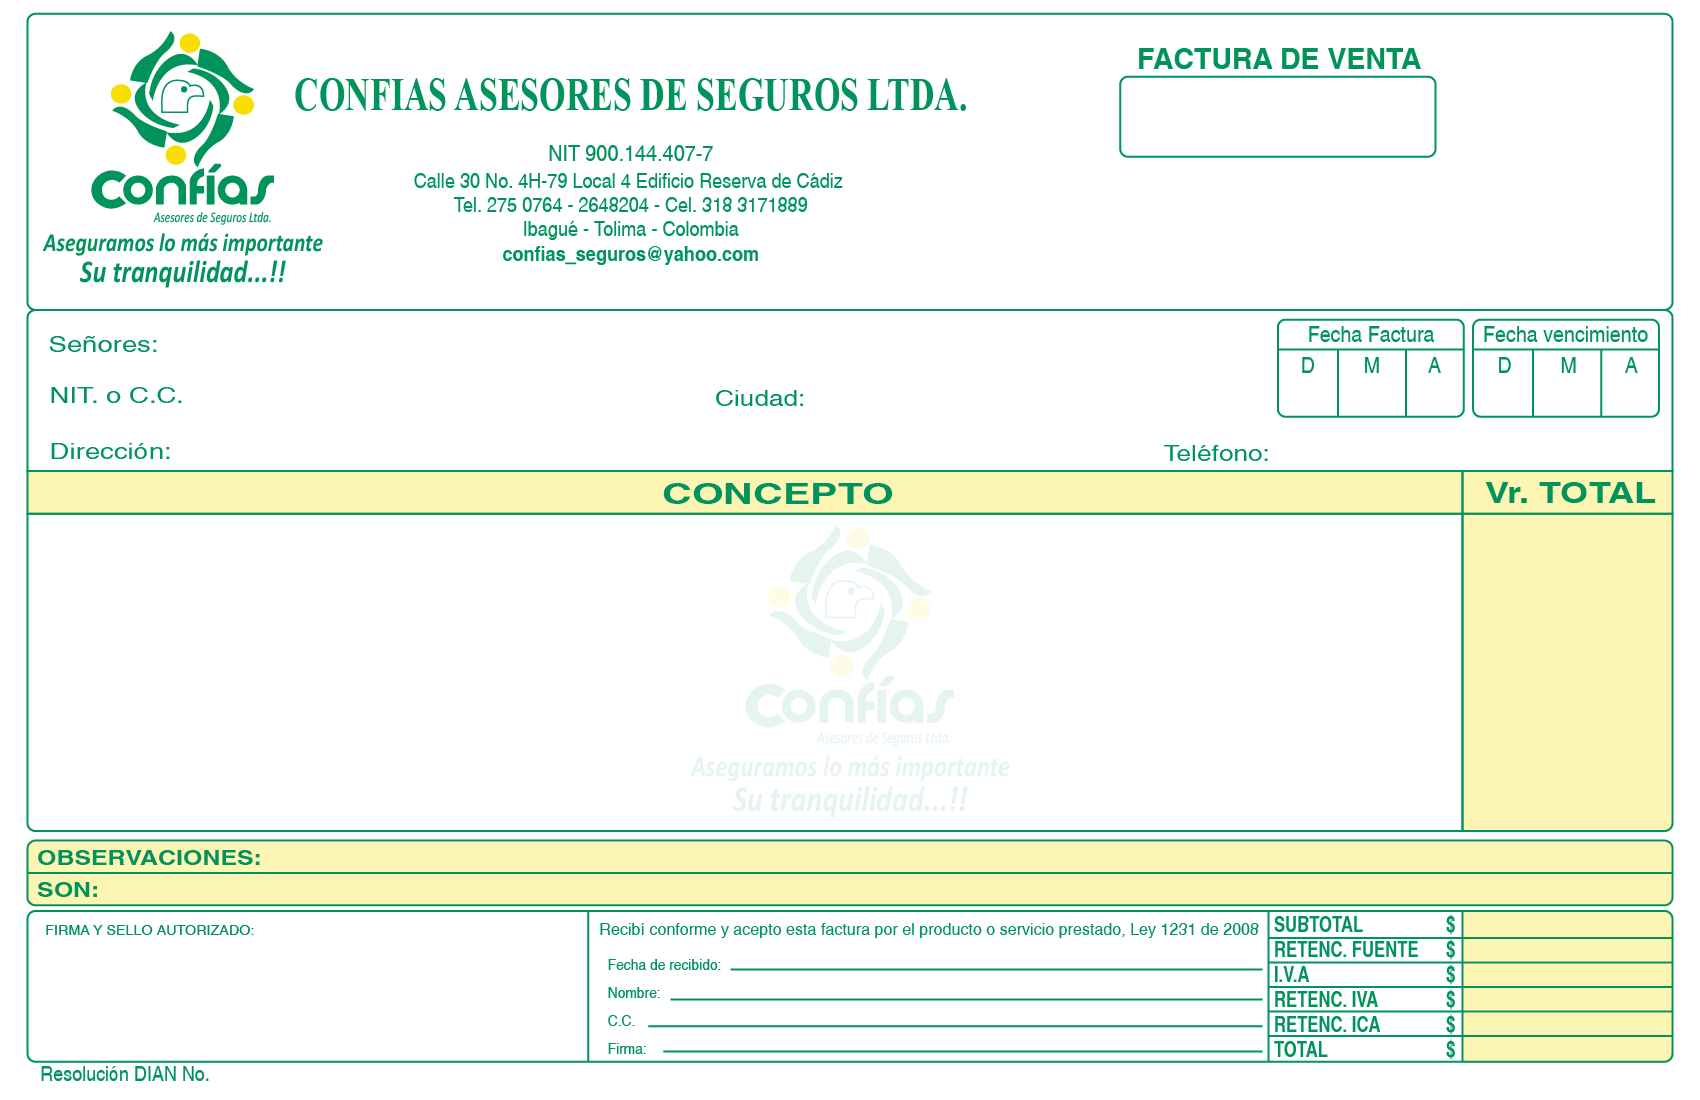 FACTURA DE VENTA
CONFIAS ASESORES DE SEGUROS LTDA.
NIT 900.144.407-7
Calle 30 No. 4H-79 Local 4 Edificio Reserva de Cádiz
Tel. 275 0764 - 2648204 - Cel. 318 3171889
Ibagué - Tolima - Colombia
confias_seguros@yahoo.com
Confías
Asesores de Seguros Ltda.
Aseguramos lo más importante
Su tranquilidad...!!
Señores:
Fecha Factura
D M A
Fecha vencimiento
D M A
NIT. o C.C.
Ciudad:
Dirección:
Teléfono:
CONCEPTO
Vr. TOTAL
Confías
Asesores de Seguros Ltda.
Aseguramos lo más importante
Su tranquilidad...!!
OBSERVACIONES:
SON:
FIRMA Y SELLO AUTORIZADO:
Recibí conforme y acepto esta factura por el producto o servicio prestado, Ley 1231 de 2008
Fecha de recibido:
Nombre:
C.C.
Firma:
SUBTOTAL $
RETENC. FUENTE $
I.V.A $
RETENC. IVA $
RETENC. ICA $
TOTAL $
Resolución DIAN No.